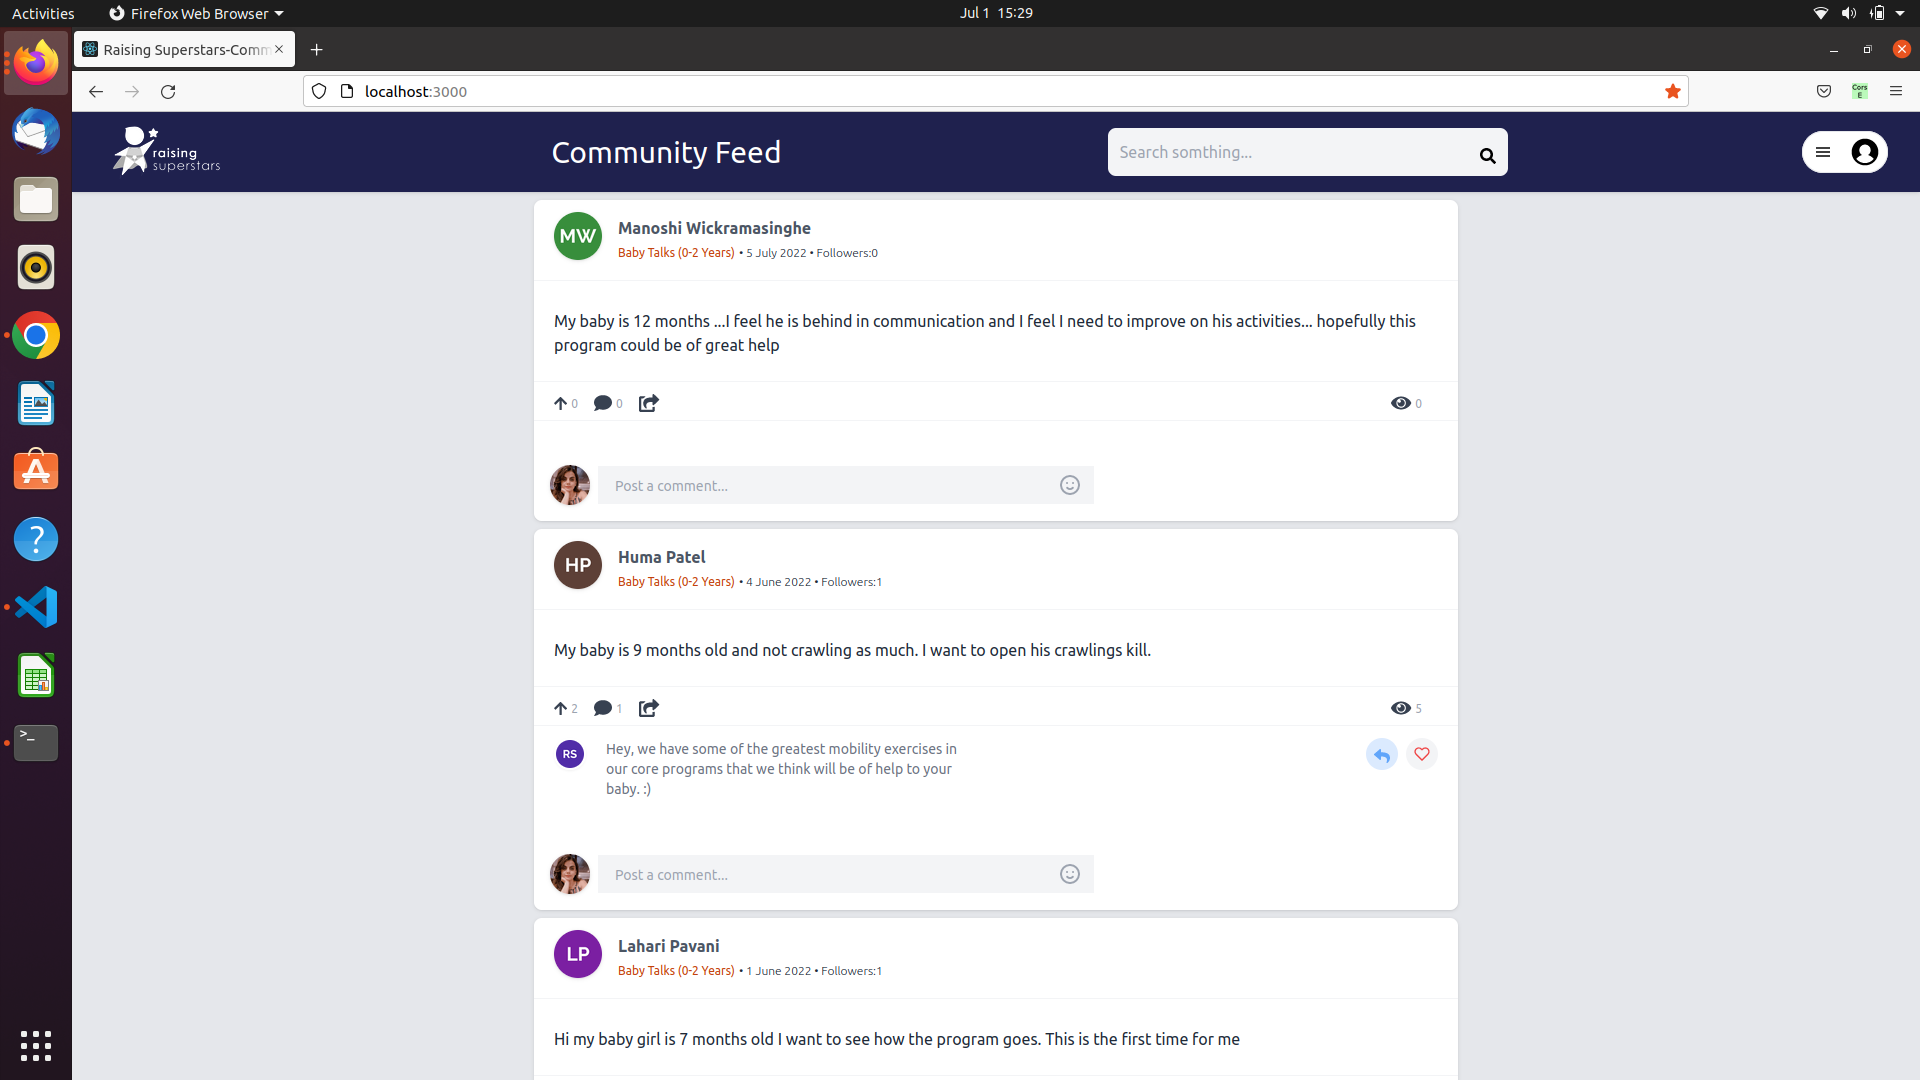 Activities
Firefox Web Browser
Jul 1 15:29
Raising Superstars-Comm
localhost:3000
Cors
E
raising
superstars
Community Feed
Search somthing...
MW
Manoshi Wickramasinghe
Baby Talks (0-2 Years) • 5 July 2022 • Followers:0
My baby is 12 months ...I feel he is behind in communication and I feel I need to improve on his activities... hopefully this
program could be of great help
0 0 0
Post a comment...
HP
Huma Patel
Baby Talks (0-2 Years) • 4 June 2022 • Followers:1
My baby is 9 months old and not crawling as much. I want to open his crawlings kill.
2 1 5
RS
Hey, we have some of the greatest mobility exercises in
our core programs that we think will be of help to your
baby. :)
Post a comment...
LP
Lahari Pavani
Baby Talks (0-2 Years) • 1 June 2022 • Followers:1
Hi my baby girl is 7 months old I want to see how the program goes. This is the first time for me